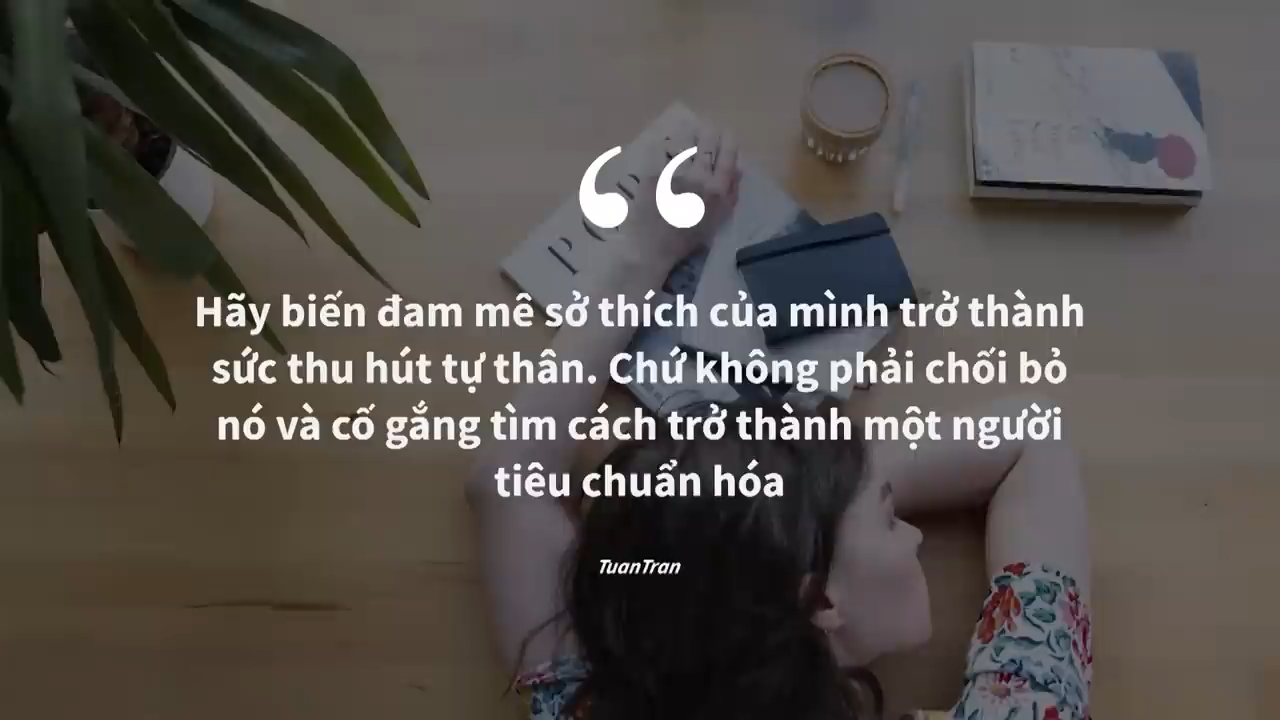 “
Hãy biến đam mê sở thích của mình trở thành
sức thu hút tự thân. Chứ không phải chối bỏ
nó và cố gắng tìm cách trở thành một người
tiêu chuẩn hóa
TuanTran